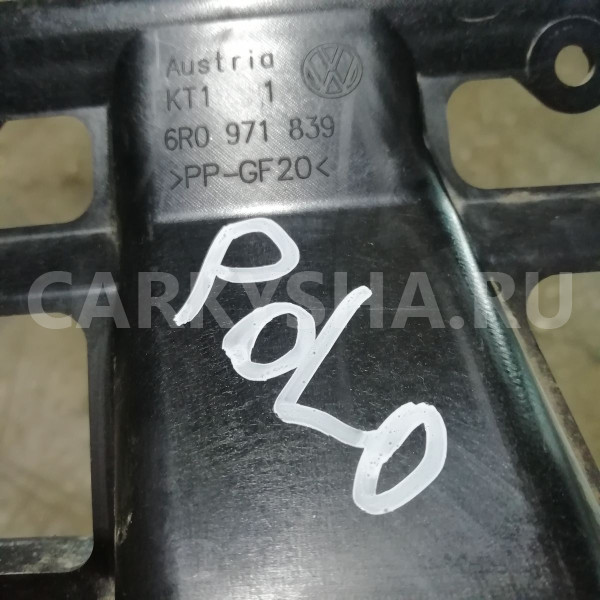 Austria
KT1 1
6R0 971 839
>PP-GF20<
POLO
CARKYSHA.RU